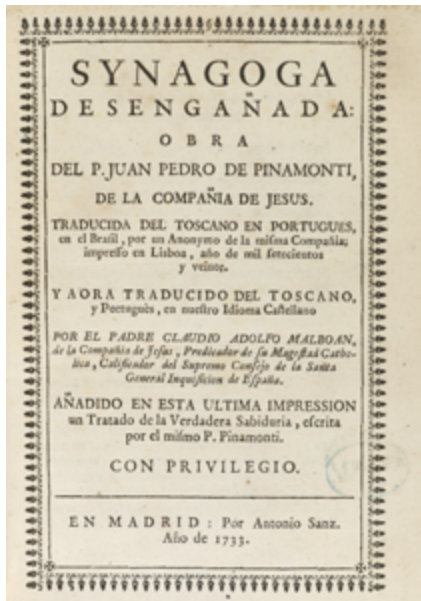 SYNAGOGA
DESENGAÑADA:
OBRA
DEL P. JUAN PEDRO DE PINAMONTI,
DE LA COMPAÑIA DE JESUS.
TRADUCIDA DEL TOSCANO EN PORTUGUES,
en el Brasil, por un Anonymo de la misma Compañia;
impresso en Lisboa, año de mil setecientos
y veinte.
Y AORA TRADUCIDO DEL TOSCANO,
y Portguès, en nuestro Idioma Castellano
POR EL PADRE CLAUDIO ADOLFO MALBOAN,
de la Compañia de Jesus, Predicador de su Magestad Catho-
lica, Calificador del Supremo Consejo de la Santa
General Inquisicion de España.
AÑADIDO EN ESTA ULTIMA IMPRESSION
un Tratado de la Verdadera Sabiduria, escrita
por el mismo P. Pinamonti.
CON PRIVILEGIO.
EN MADRID: Por Antonio Sanz.
Año de 1733.